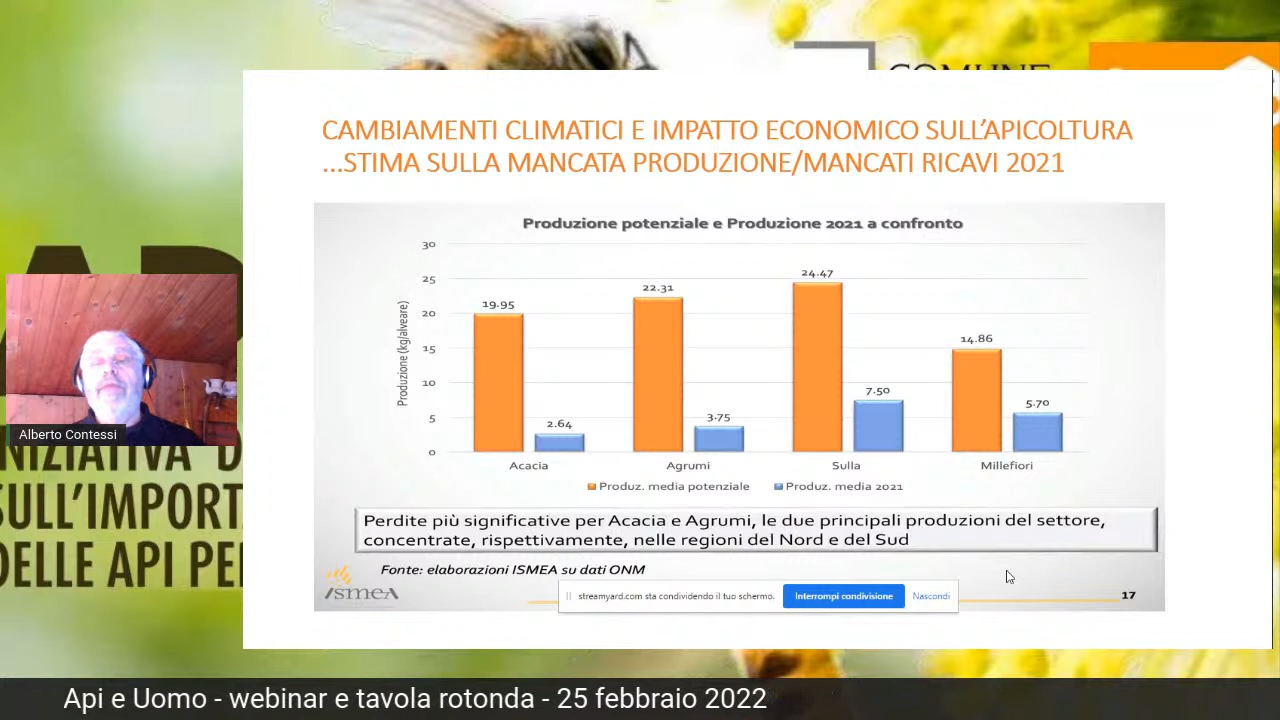 COMUNE
CAMBIAMENTI CLIMATICI E IMPATTO ECONOMICO SULL'APICOLTURA
...STIMA SULLA MANCATA PRODUZIONE/MANCATI RICAVI 2021
Produzione potenziale e Produzione 2021 a confronto
Produzione (kg/alveare)
30
25
20
15
10
5
0
19.95
2.64
22.31
3.75
24.47
7.50
14.86
5.70
Acacia
Agrumi
Sulla
Millefiori
Produz. media potenziale
Produz. media 2021
Perdite più significative per Acacia e Agrumi, le due principali produzioni del settore,
concentrate, rispettivamente, nelle regioni del Nord e del Sud
Fonte: elaborazioni ISMEA su dati ONM
ismea
17
streamyard.com sta condividendo il tuo schermo.
Interrompi condivisione
Nascondi
Alberto Contessi
NIZIATIVA D
SULL'IMPORT
DELLE API PE
Api e Uomo - webinar e tavola rotonda - 25 febbraio 2022